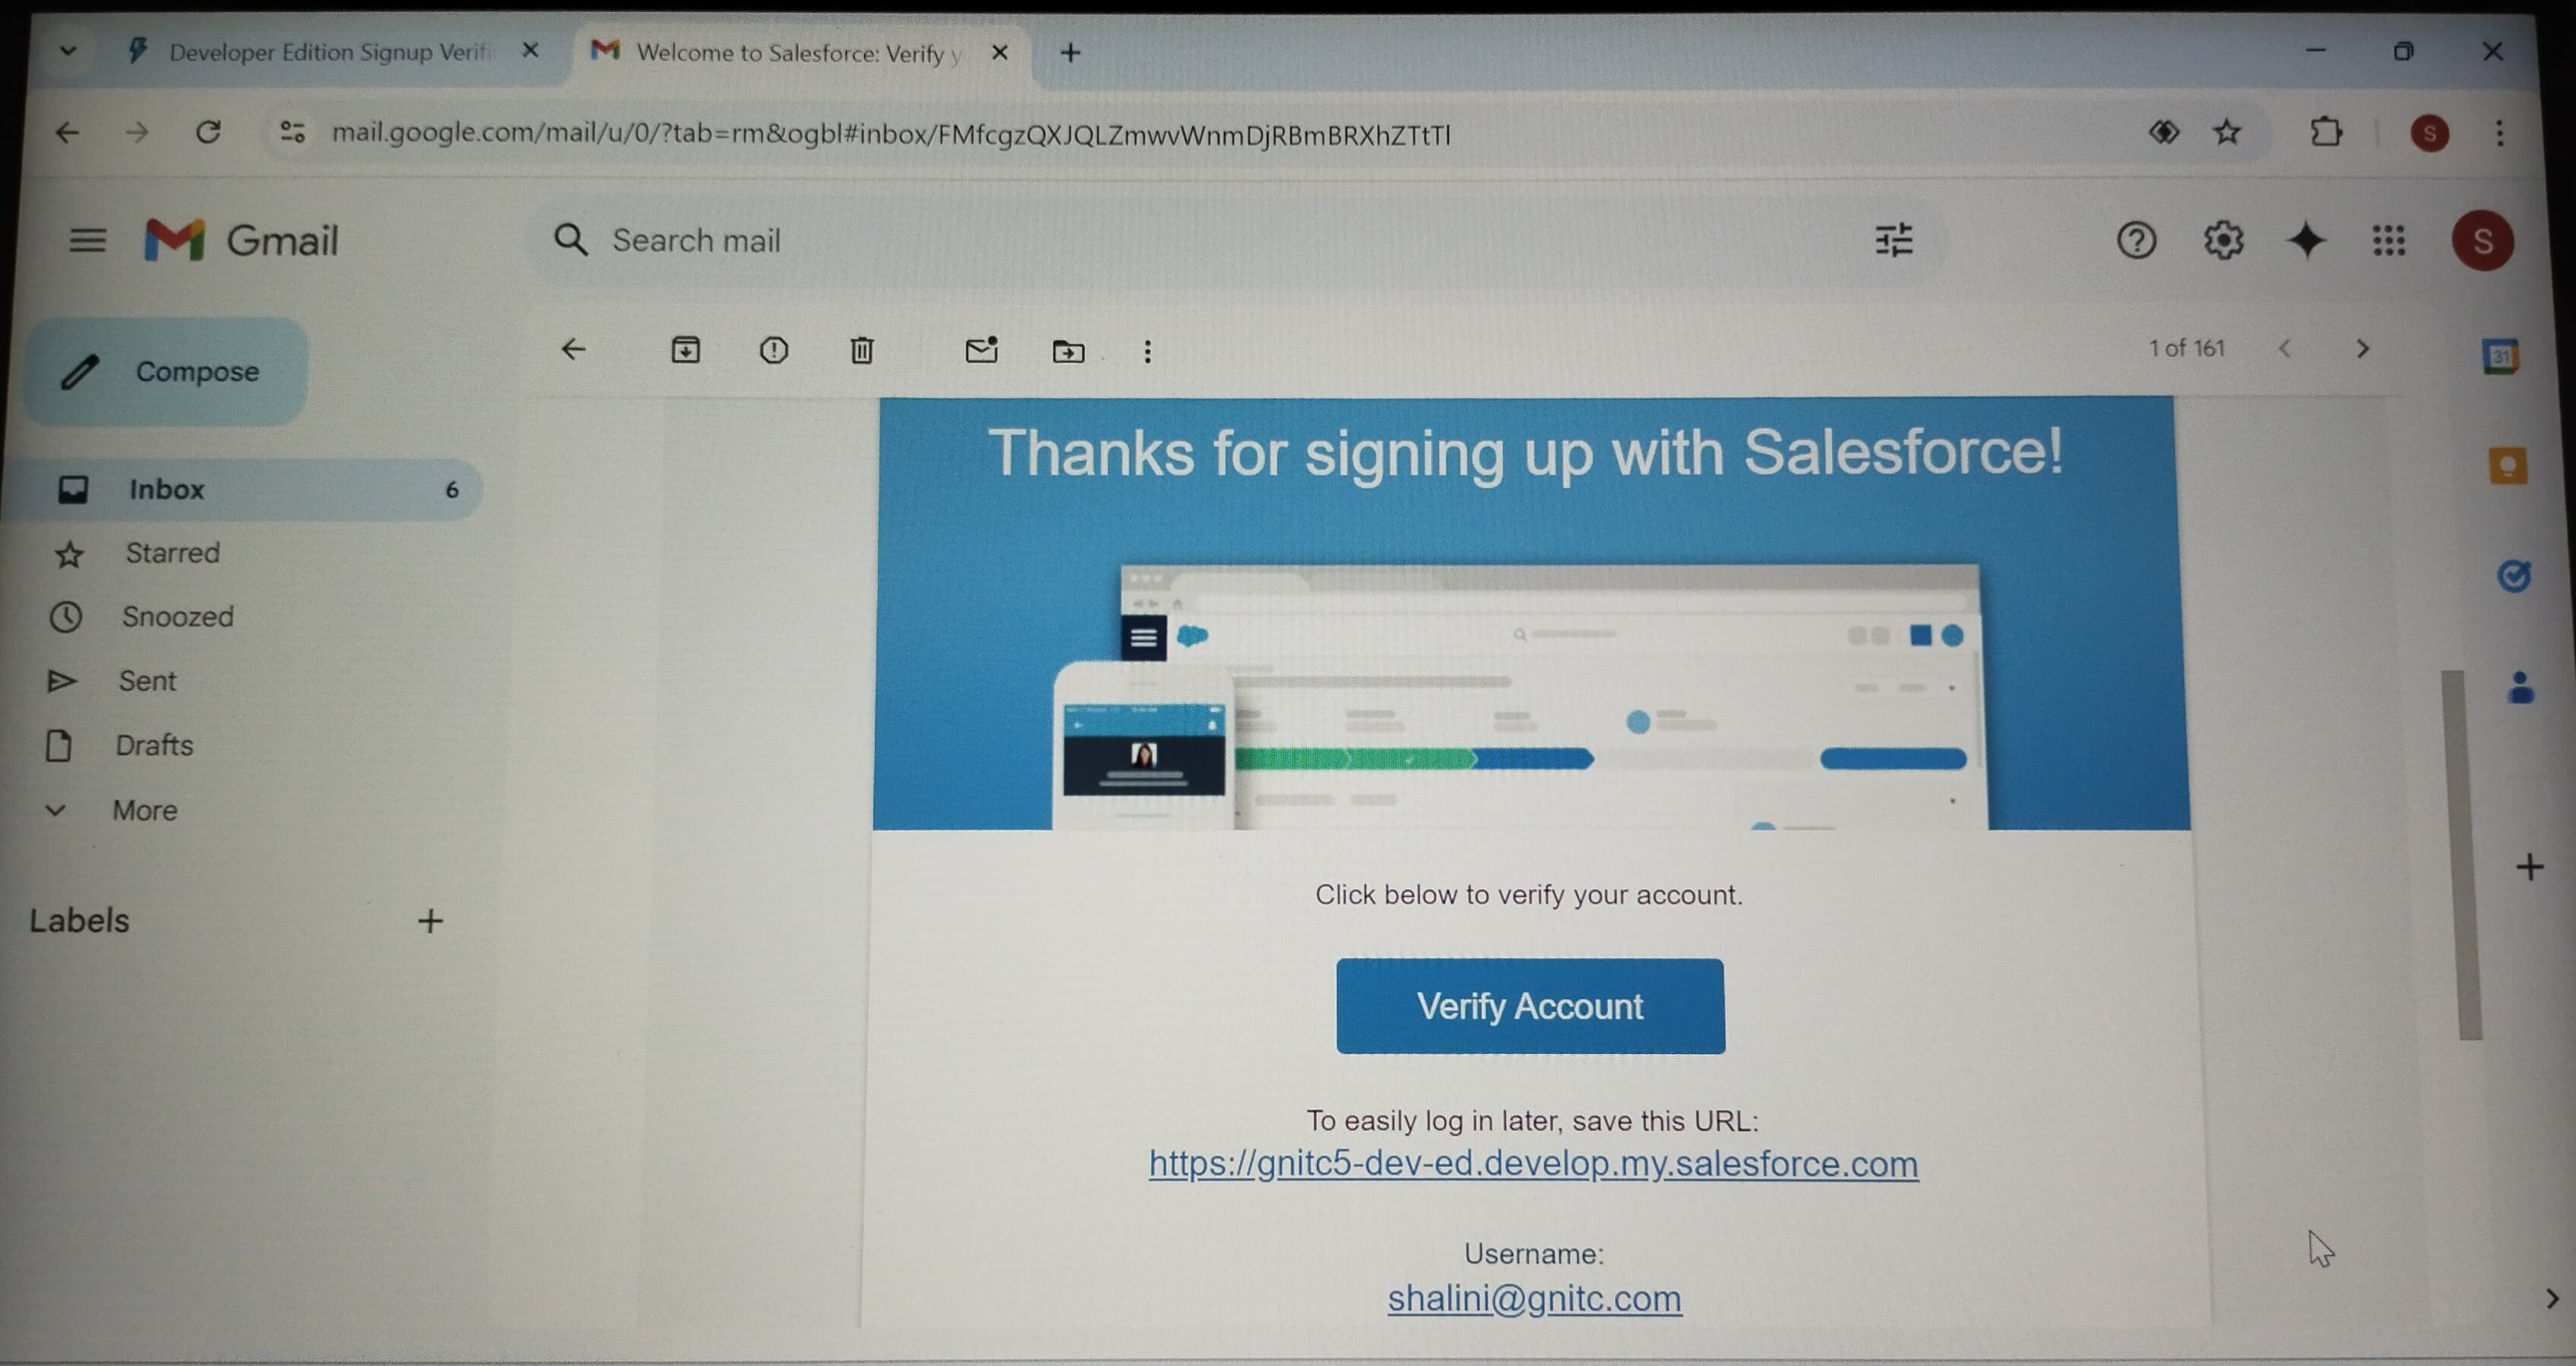 Developer Edition Signup Verifi
Welcome to Salesforce: Verify y
mail.google.com/mail/u/0/?tab=rm&ogbl#inbox/FMfcgzQXJQLZmwvWnmDjRBmBRXhZTtTl
S
Gmail
Search mail
S
Compose
1 of 161
31
Inbox 6
Starred
Snoozed
Sent
Drafts
More
Labels
Thanks for signing up with Salesforce!
Click below to verify your account.
Verify Account
To easily log in later, save this URL:
https://gnitc5-dev-ed.develop.my.salesforce.com
Username:
shalini@gnitc.com